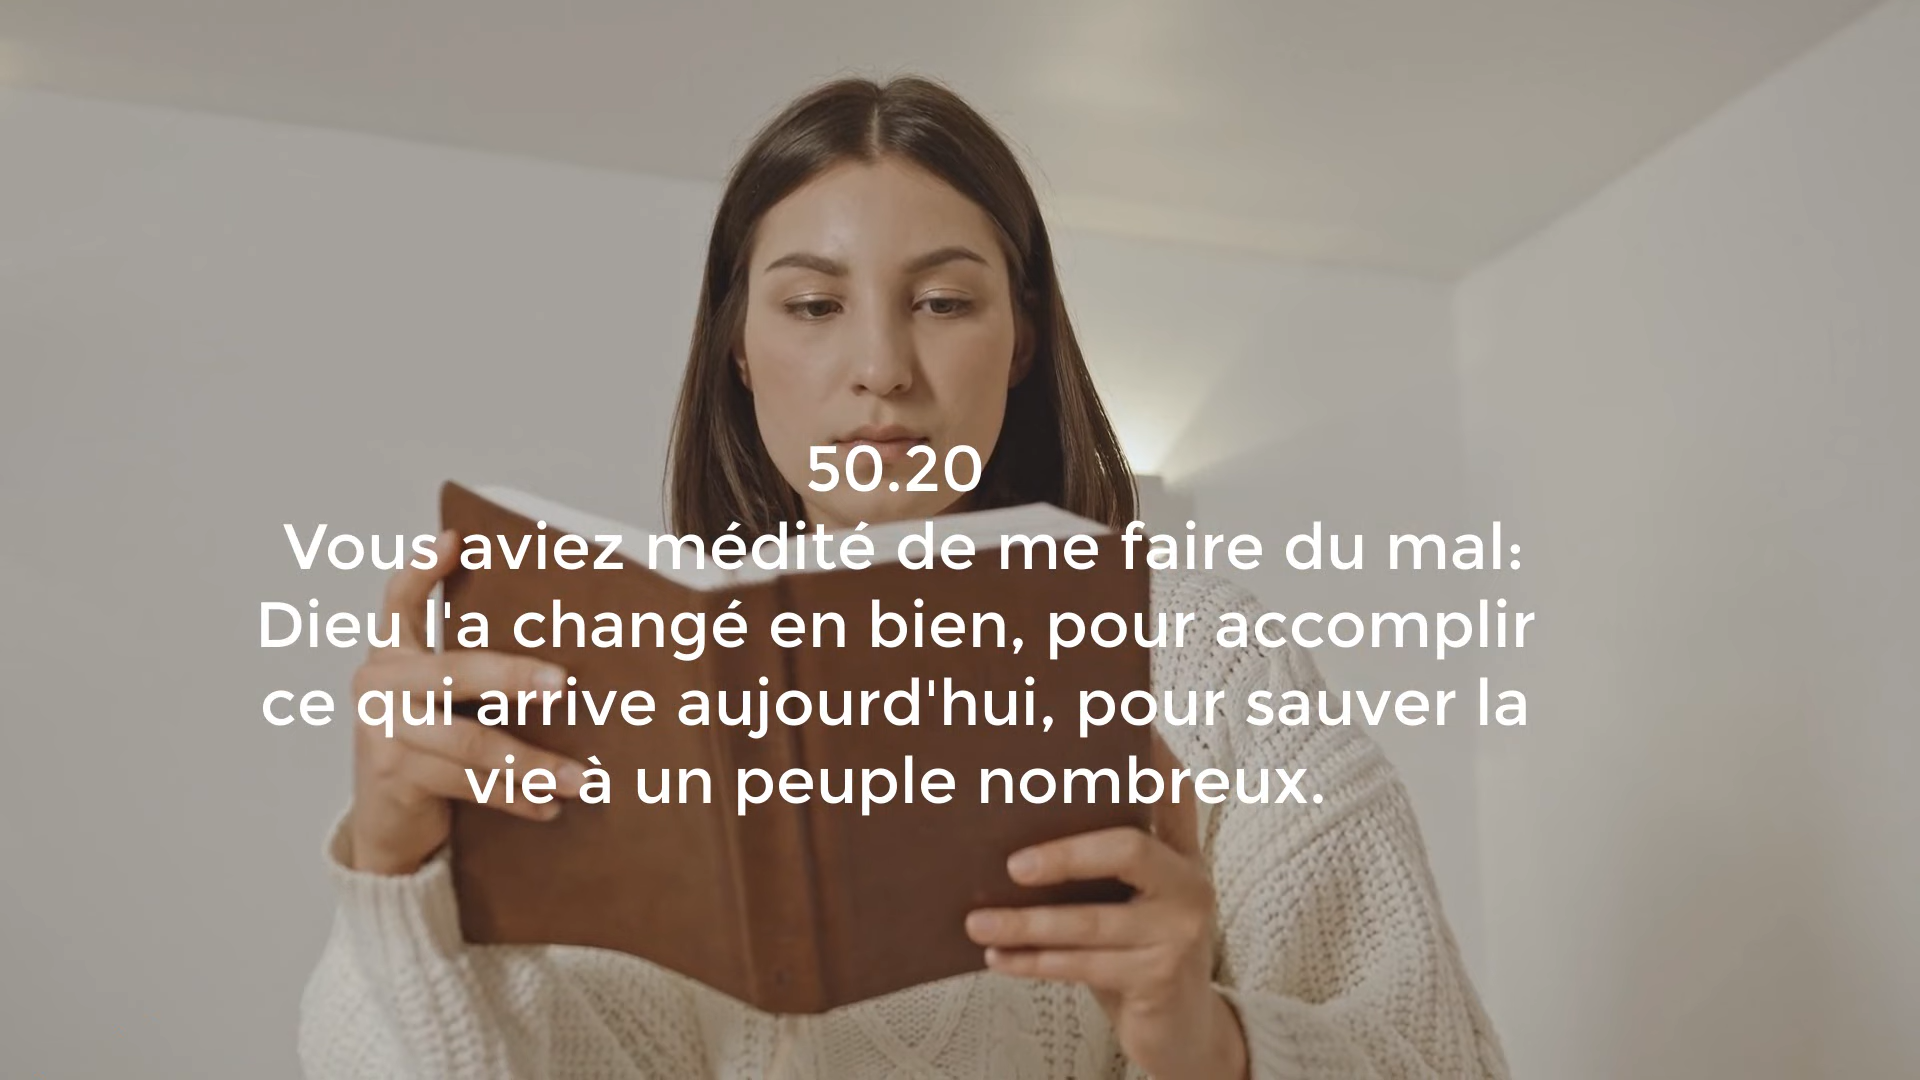 50.20
Vous aviez médité de me faire du mal:
Dieu l'a changé en bien, pour accomplir
ce qui arrive aujourd'hui, pour sauver la
vie à un peuple nombreux.